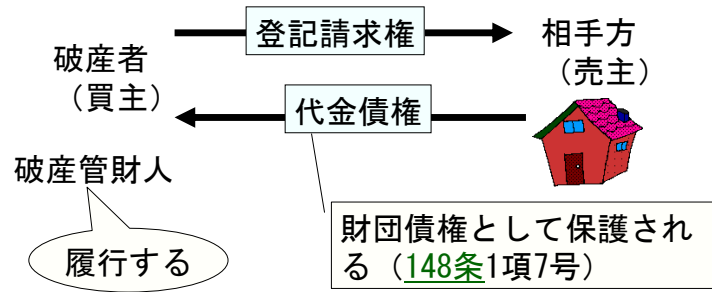 登記請求権
破産者
（買主）
相手方
（売主）
代金債権
破産管財人
履行する
財団債権として保護され
る（148条1項7号）